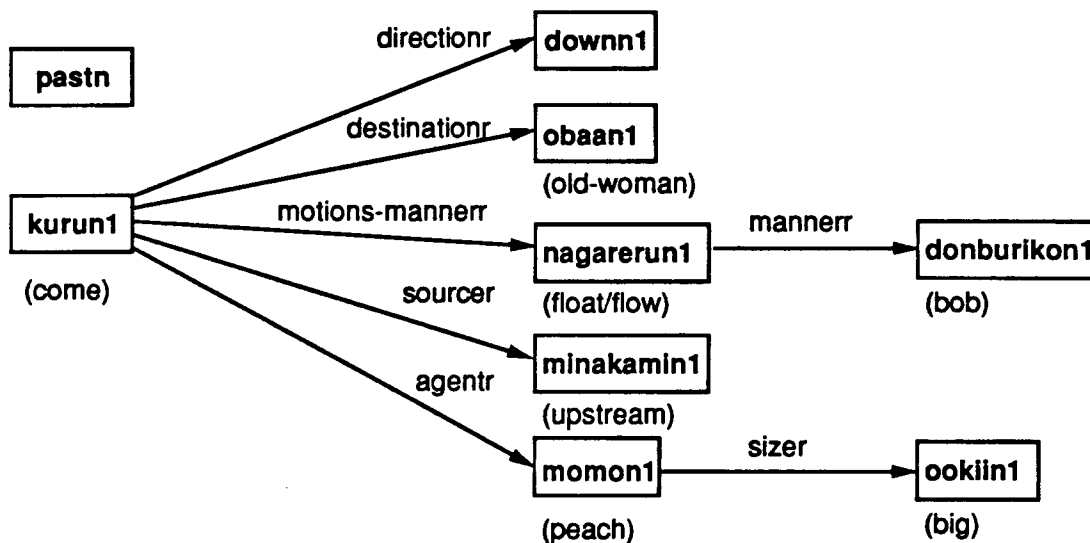 directionr
downn1
pastn
destinationr
obaan1
(old-woman)
kurun1
motions-mannerr
mannerr
nagarerun1
donburikon1
(come)
sourcer
(float/flow)
(bob)
minakamin1
agentr
(upstream)
sizer
momon1
ookiin1
(peach)
(big)